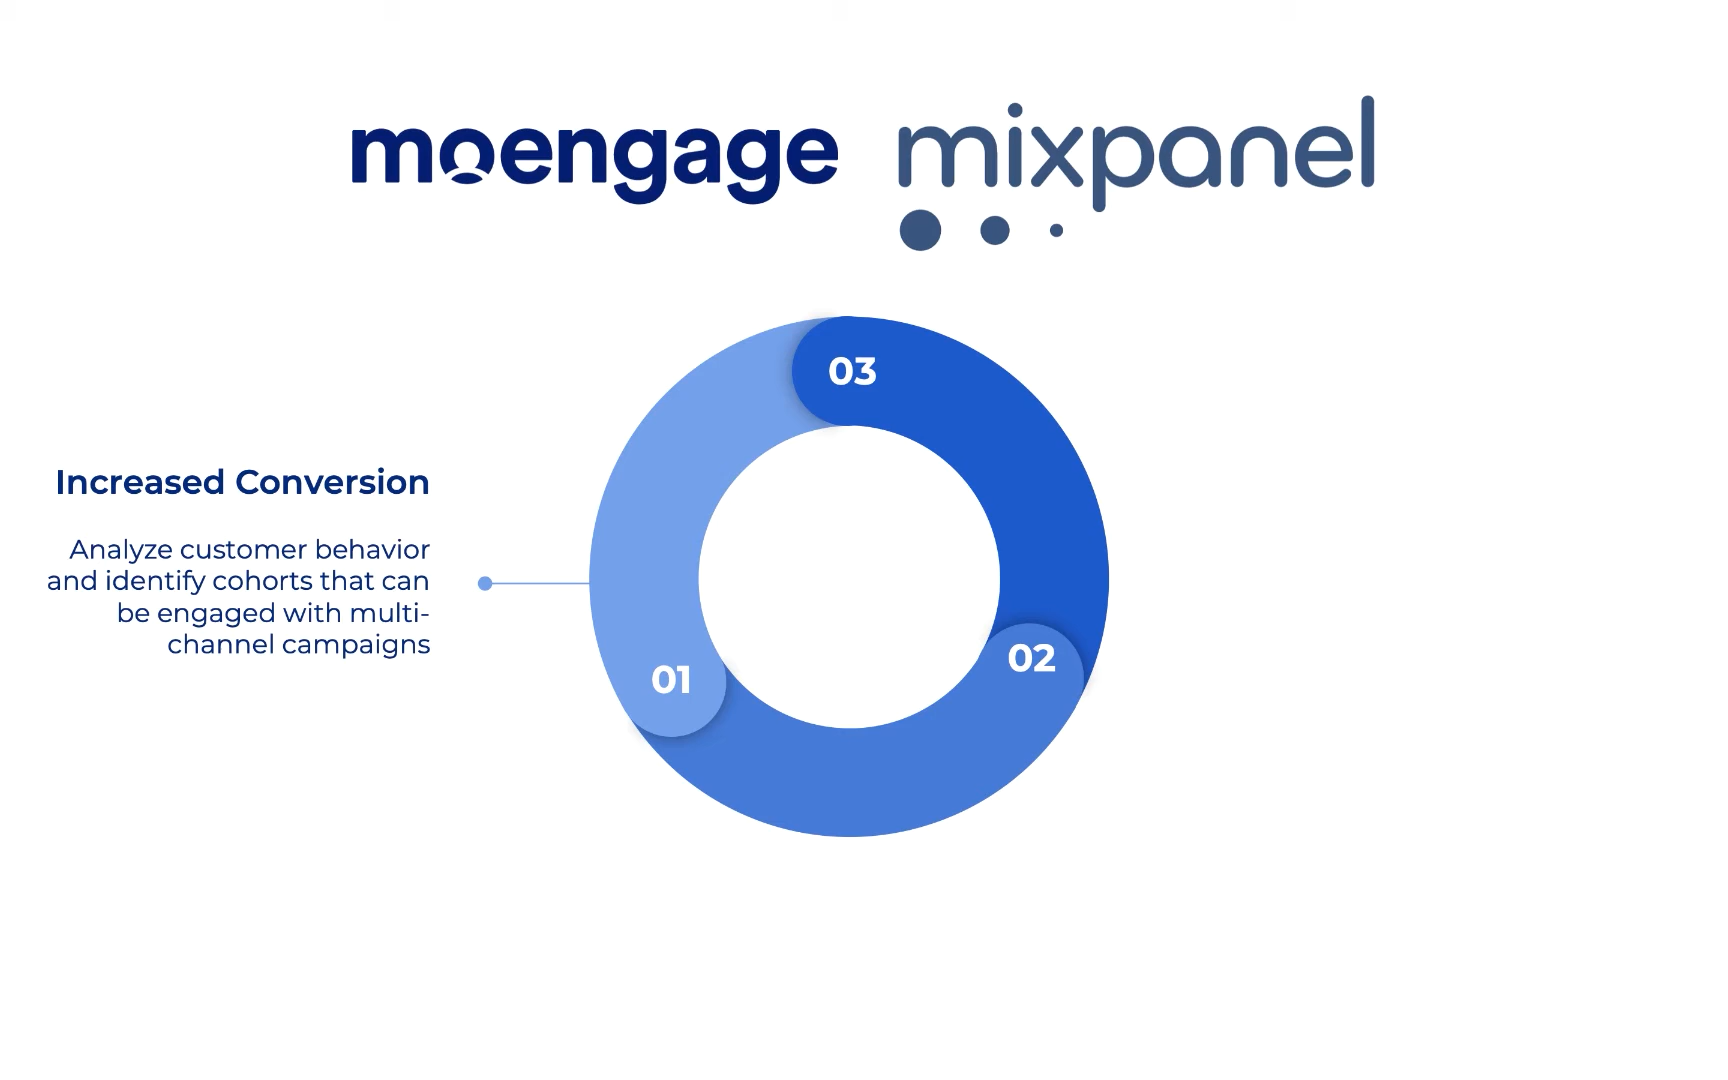 moengage mixpanel
03
Increased Conversion
Analyze customer behavior
and identify cohorts that can
be engaged with multi-
channel campaigns
02
01